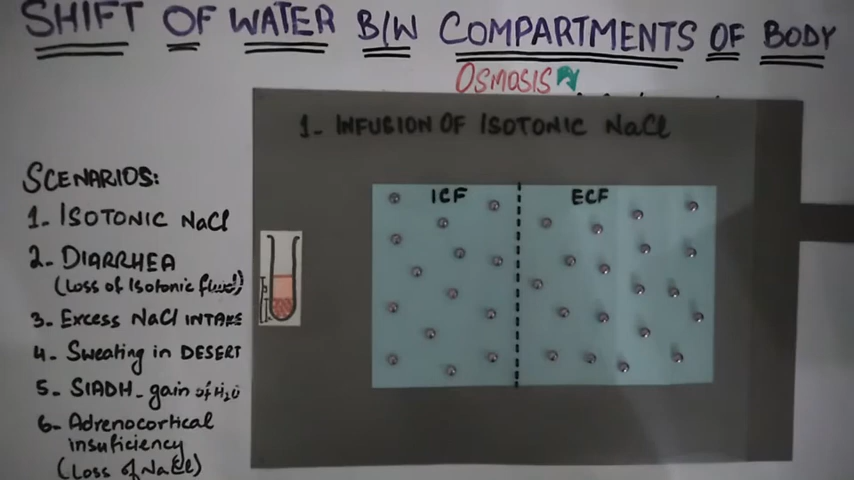 SHIFT OF WATER B/W COMPARTMENTS OF BODY
OSMOSIS
1- INFUSION OF ISOTONIC NaCl
ICF
ECF
SCENARIOS:
1- ISOTONIC NaCl
2- DIARRHEA
(Loss of Isotonic fluid)
3- Excess NaCl INTAKE
4- Sweating in DESERT
5- SIADH - gain of H₂O
6- Adrenocortical
insuficiency
(Loss of NaCl)